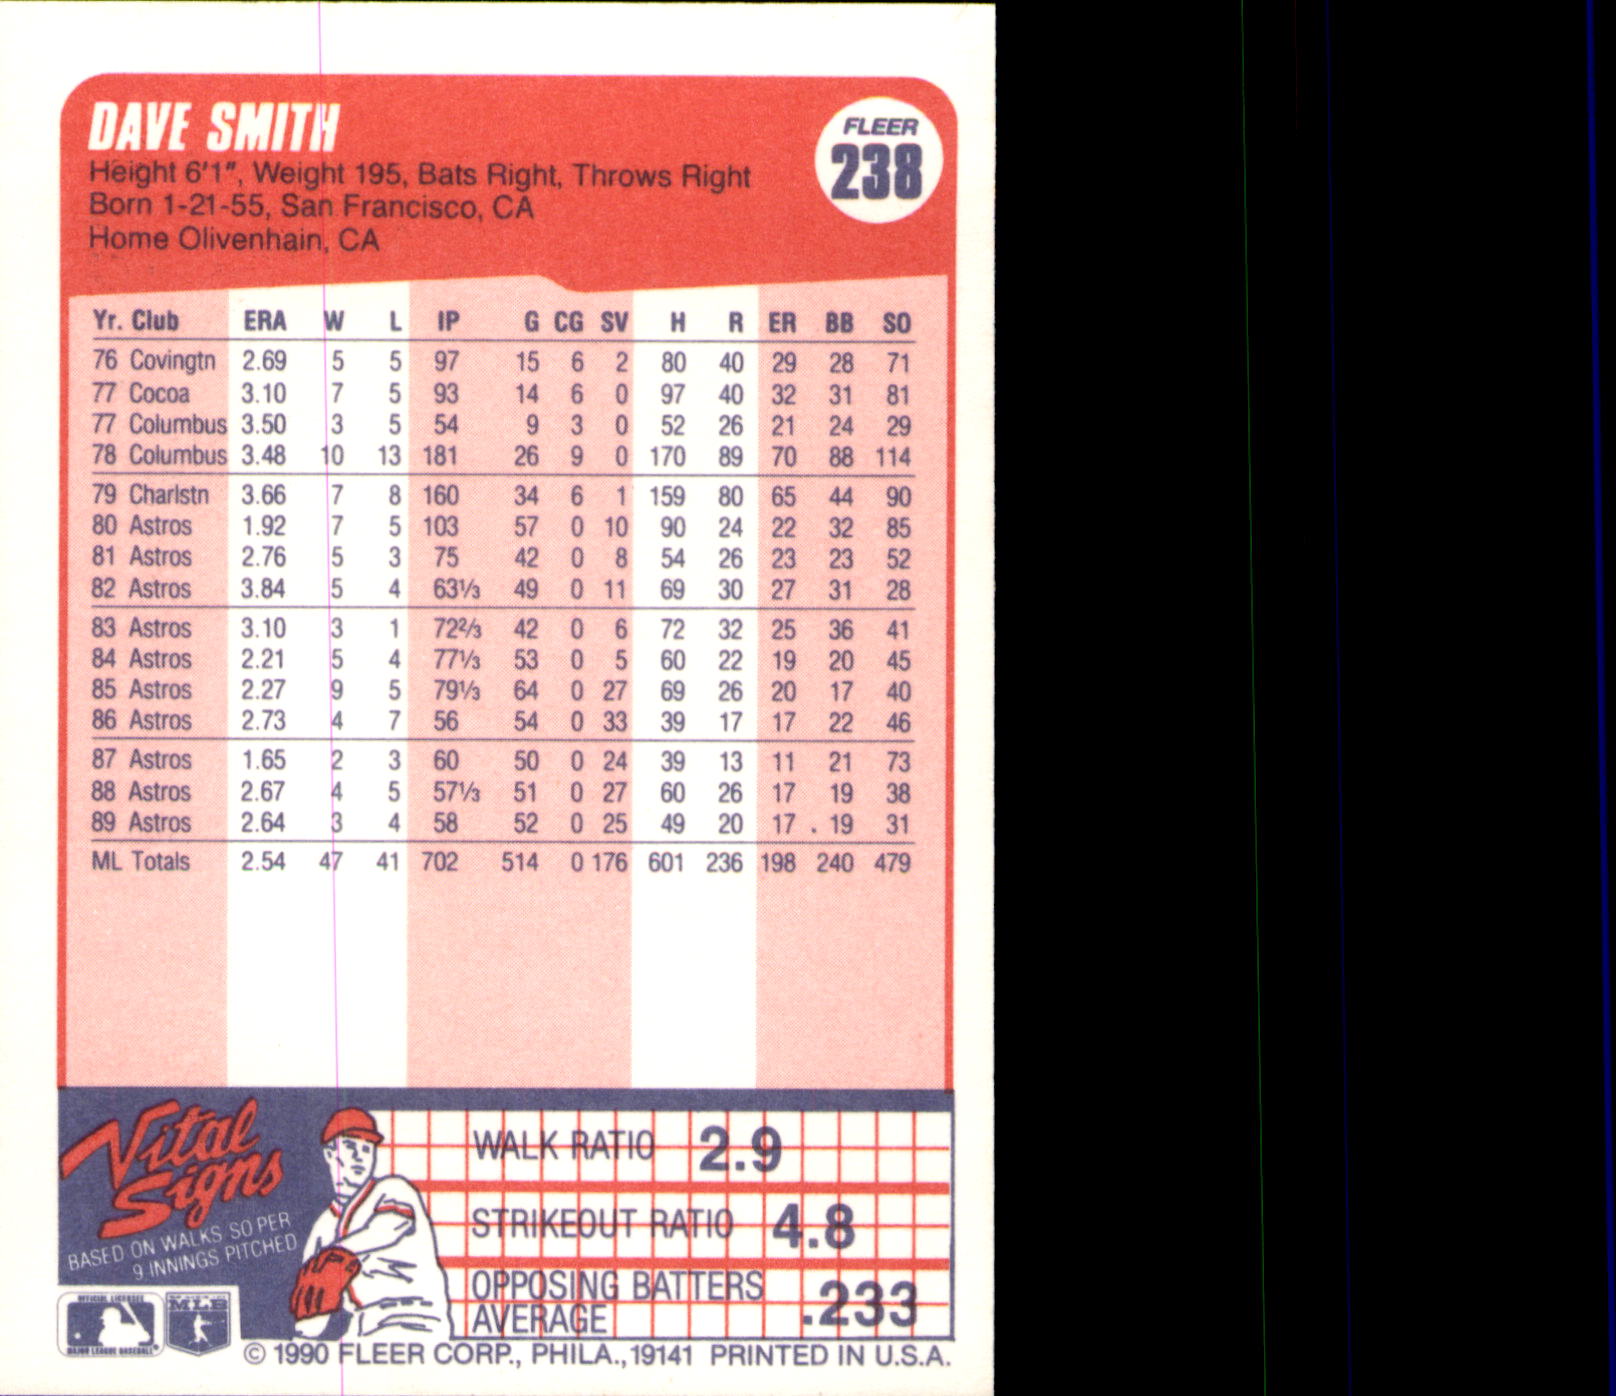 DAVE SMITH
FLEER
238
Height 6'1", Weight 195, Bats Right, Throws Right
Born 1-21-55, San Francisco, CA
Home Olivenhain, CA
Yr. Club ERA W L IP G CG SV H R ER BB SO
76 Covingtn 2.69 5 5 97 15 6 2 80 40 29 28 71
77 Cocoa 3.10 7 5 93 14 6 0 97 40 32 31 81
77 Columbus 3.50 3 5 54 9 3 0 52 26 21 24 29
78 Columbus 3.48 10 13 181 26 9 0 170 89 70 88 114
79 Charlstn 3.66 7 8 160 34 6 1 159 80 65 44 90
80 Astros 1.92 7 5 103 57 0 10 90 24 22 32 85
81 Astros 2.76 5 3 75 42 0 8 54 26 23 23 52
82 Astros 3.84 5 4 63⅓ 49 0 11 69 30 27 31 28
83 Astros 3.10 3 1 72⅔ 42 0 6 72 32 25 36 41
84 Astros 2.21 5 4 77⅓ 53 0 5 60 22 19 20 45
85 Astros 2.27 9 5 79⅓ 64 0 27 69 26 20 17 40
86 Astros 2.73 4 7 56 54 0 33 39 17 17 22 46
87 Astros 1.65 2 3 60 50 0 24 39 13 11 21 73
88 Astros 2.67 4 5 57⅓ 51 0 27 60 26 17 19 38
89 Astros 2.64 3 4 58 52 0 25 49 20 17 19 31
ML Totals 2.54 47 41 702 514 0 176 601 236 198 240 479
Vital
Signs
BASED ON WALKS SO PER
9 INNINGS PITCHED
WALK RATIO 2.9
STRIKEOUT RATIO 4.8
OPPOSING BATTERS
AVERAGE .233
OFFICIAL LICENSEE
MAJOR LEAGUE BASEBALL
MLB
© 1990 FLEER CORP., PHILA., 19141 PRINTED IN U.S.A.